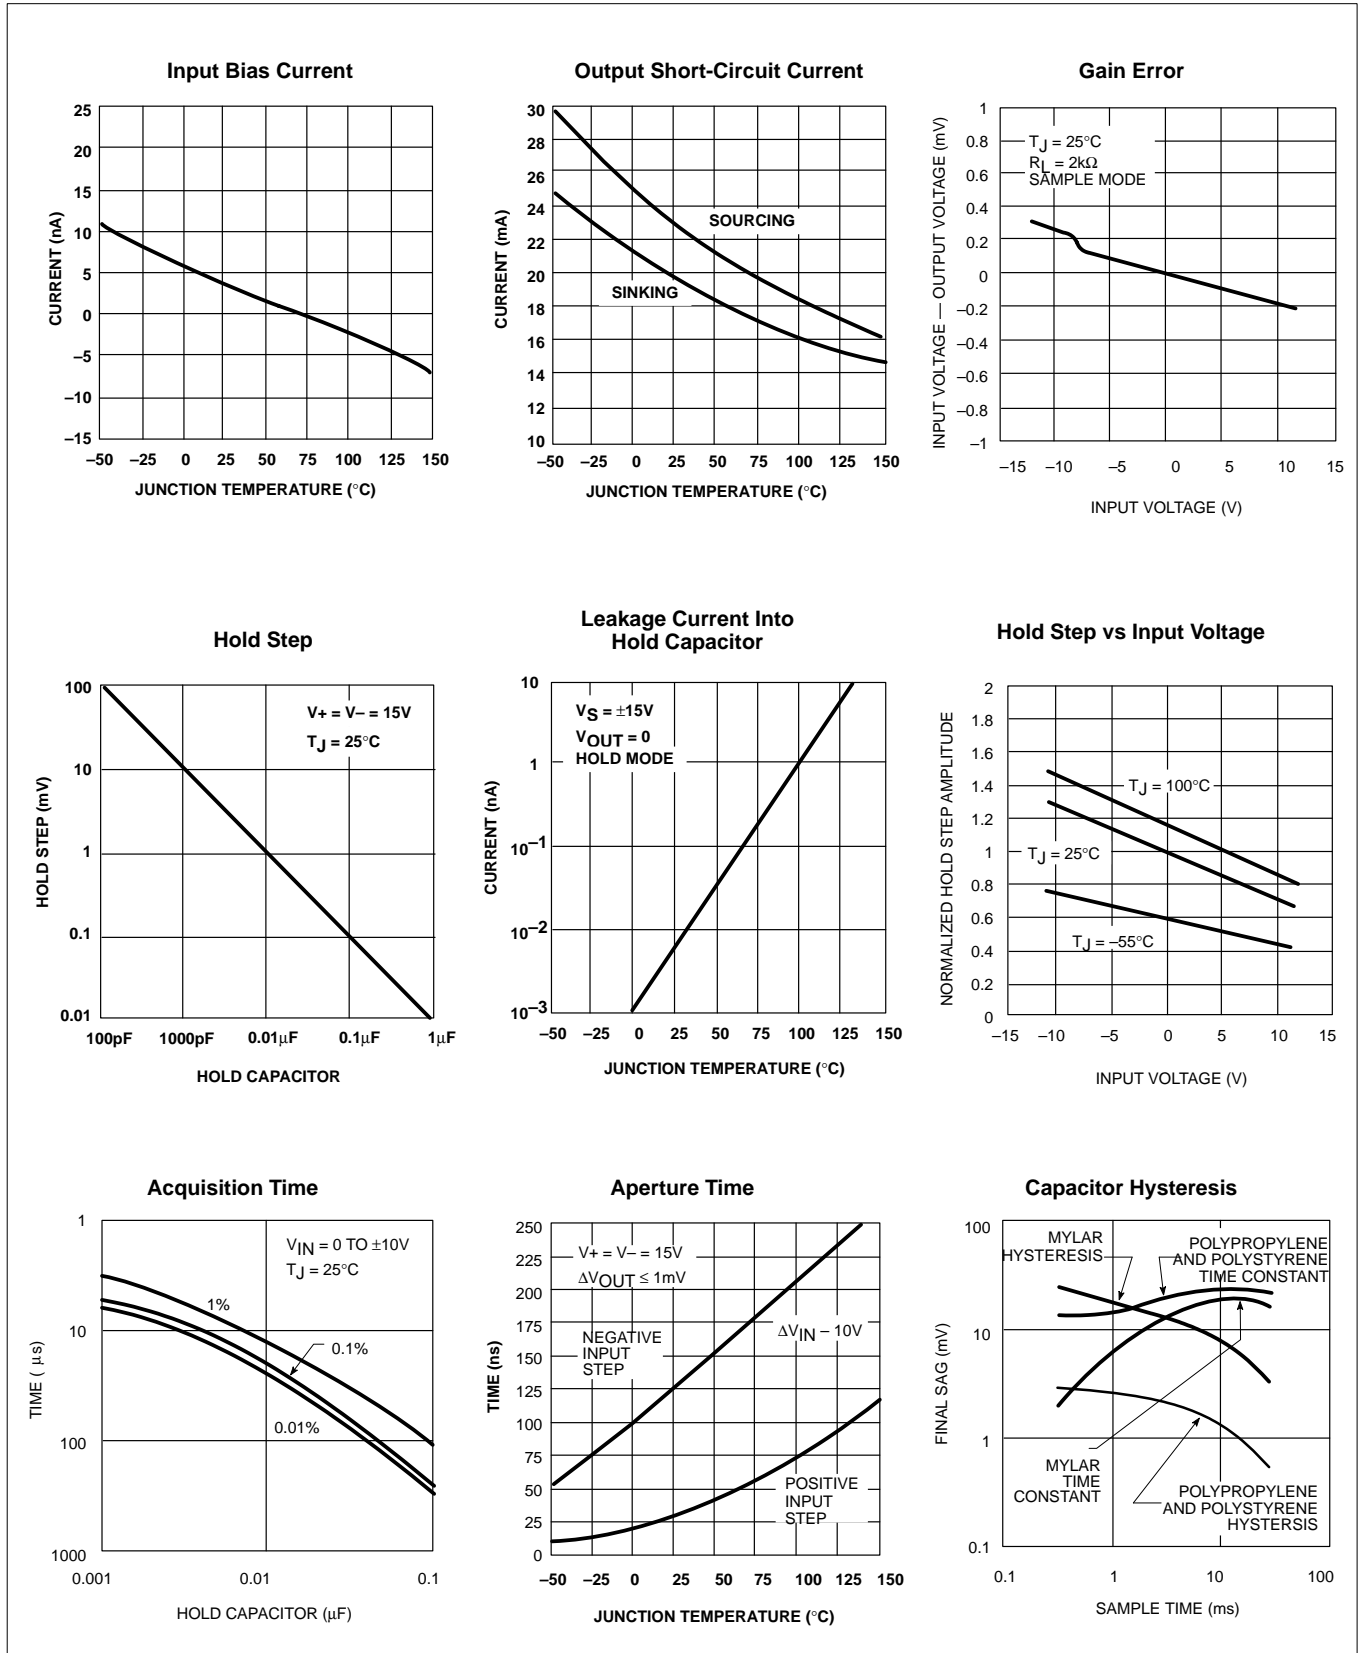 Input Bias Current
25
20
15
10
5
0
–5
–10
–15
CURRENT (nA)
–50 –25 0 25 50 75 100 125 150
JUNCTION TEMPERATURE (°C)
Output Short-Circuit Current
30
28
26
24
22
20
18
16
14
12
10
CURRENT (mA)
SOURCING
SINKING
–50 –25 0 25 50 75 100 125 150
JUNCTION TEMPERATURE (°C)
Gain Error
1
0.8
0.6
0.4
0.2
0
–0.2
–0.4
–0.6
–0.8
–1
INPUT VOLTAGE — OUTPUT VOLTAGE (mV)
TJ = 25°C
RL = 2kΩ
SAMPLE MODE
–15 –10 –5 0 5 10 15
INPUT VOLTAGE (V)
Hold Step
100
10
1
0.1
0.01
HOLD STEP (mV)
V+ = V– = 15V
TJ = 25°C
100pF 1000pF 0.01µF 0.1µF 1µF
HOLD CAPACITOR
Leakage Current Into
Hold Capacitor
10
1
10–1
10–2
10–3
CURRENT (nA)
VS = ±15V
VOUT = 0
HOLD MODE
–50 –25 0 25 50 75 100 125 150
JUNCTION TEMPERATURE (°C)
Hold Step vs Input Voltage
2
1.8
1.6
1.4
1.2
1
0.8
0.6
0.4
0.2
0
NORMALIZED HOLD STEP AMPLITUDE
TJ = 100°C
TJ = 25°C
TJ = –55°C
–15 –10 –5 0 5 10 15
INPUT VOLTAGE (V)
Acquisition Time
1
10
100
1000
TIME ( µs)
VIN = 0 TO ±10V
TJ = 25°C
1%
0.1%
0.01%
0.001 0.01 0.1
HOLD CAPACITOR (µF)
Aperture Time
250
225
200
175
150
125
100
75
50
25
0
TIME (ns)
V+ = V– = 15V
ΔVOUT ≤ 1mV
NEGATIVE
INPUT
STEP
ΔVIN – 10V
POSITIVE
INPUT
STEP
–50 –25 0 25 50 75 100 125 150
JUNCTION TEMPERATURE (°C)
Capacitor Hysteresis
100
10
1
0.1
FINAL SAG (mV)
MYLAR
HYSTERESIS
POLYPROPYLENE
AND POLYSTYRENE
TIME CONSTANT
MYLAR
TIME
CONSTANT
POLYPROPYLENE
AND POLYSTYRENE
HYSTERSIS
0.1 1 10 100
SAMPLE TIME (ms)